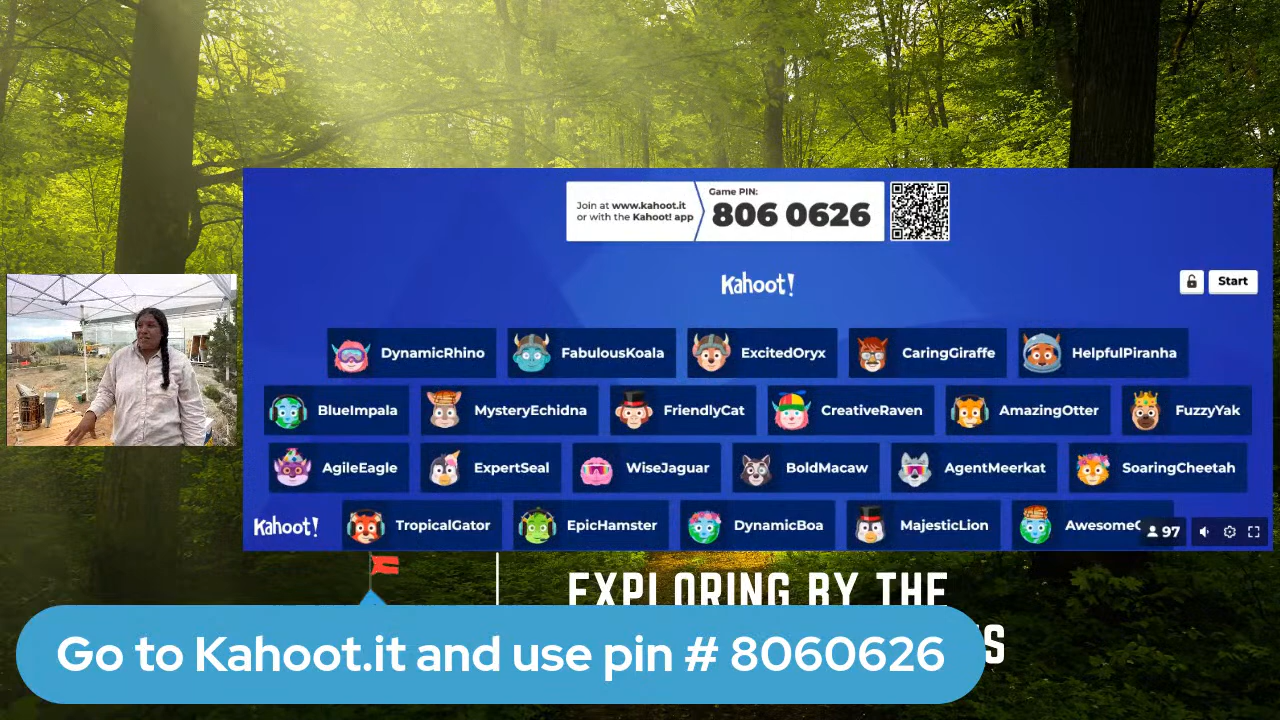 Join at www.kahoot.it
or with the Kahoot! app
Game PIN:
806 0626
Kahoot!
Start
DynamicRhino
FabulousKoala
ExcitedOryx
CaringGiraffe
HelpfulPiranha
BlueImpala
MysteryEchidna
FriendlyCat
CreativeRaven
AmazingOtter
FuzzyYak
AgileEagle
ExpertSeal
WiseJaguar
BoldMacaw
AgentMeerkat
SoaringCheetah
Kahoot!
TropicalGator
EpicHamster
DynamicBoa
MajesticLion
97
EXPLORING BY THE
Go to Kahoot.it and use pin # 8060626